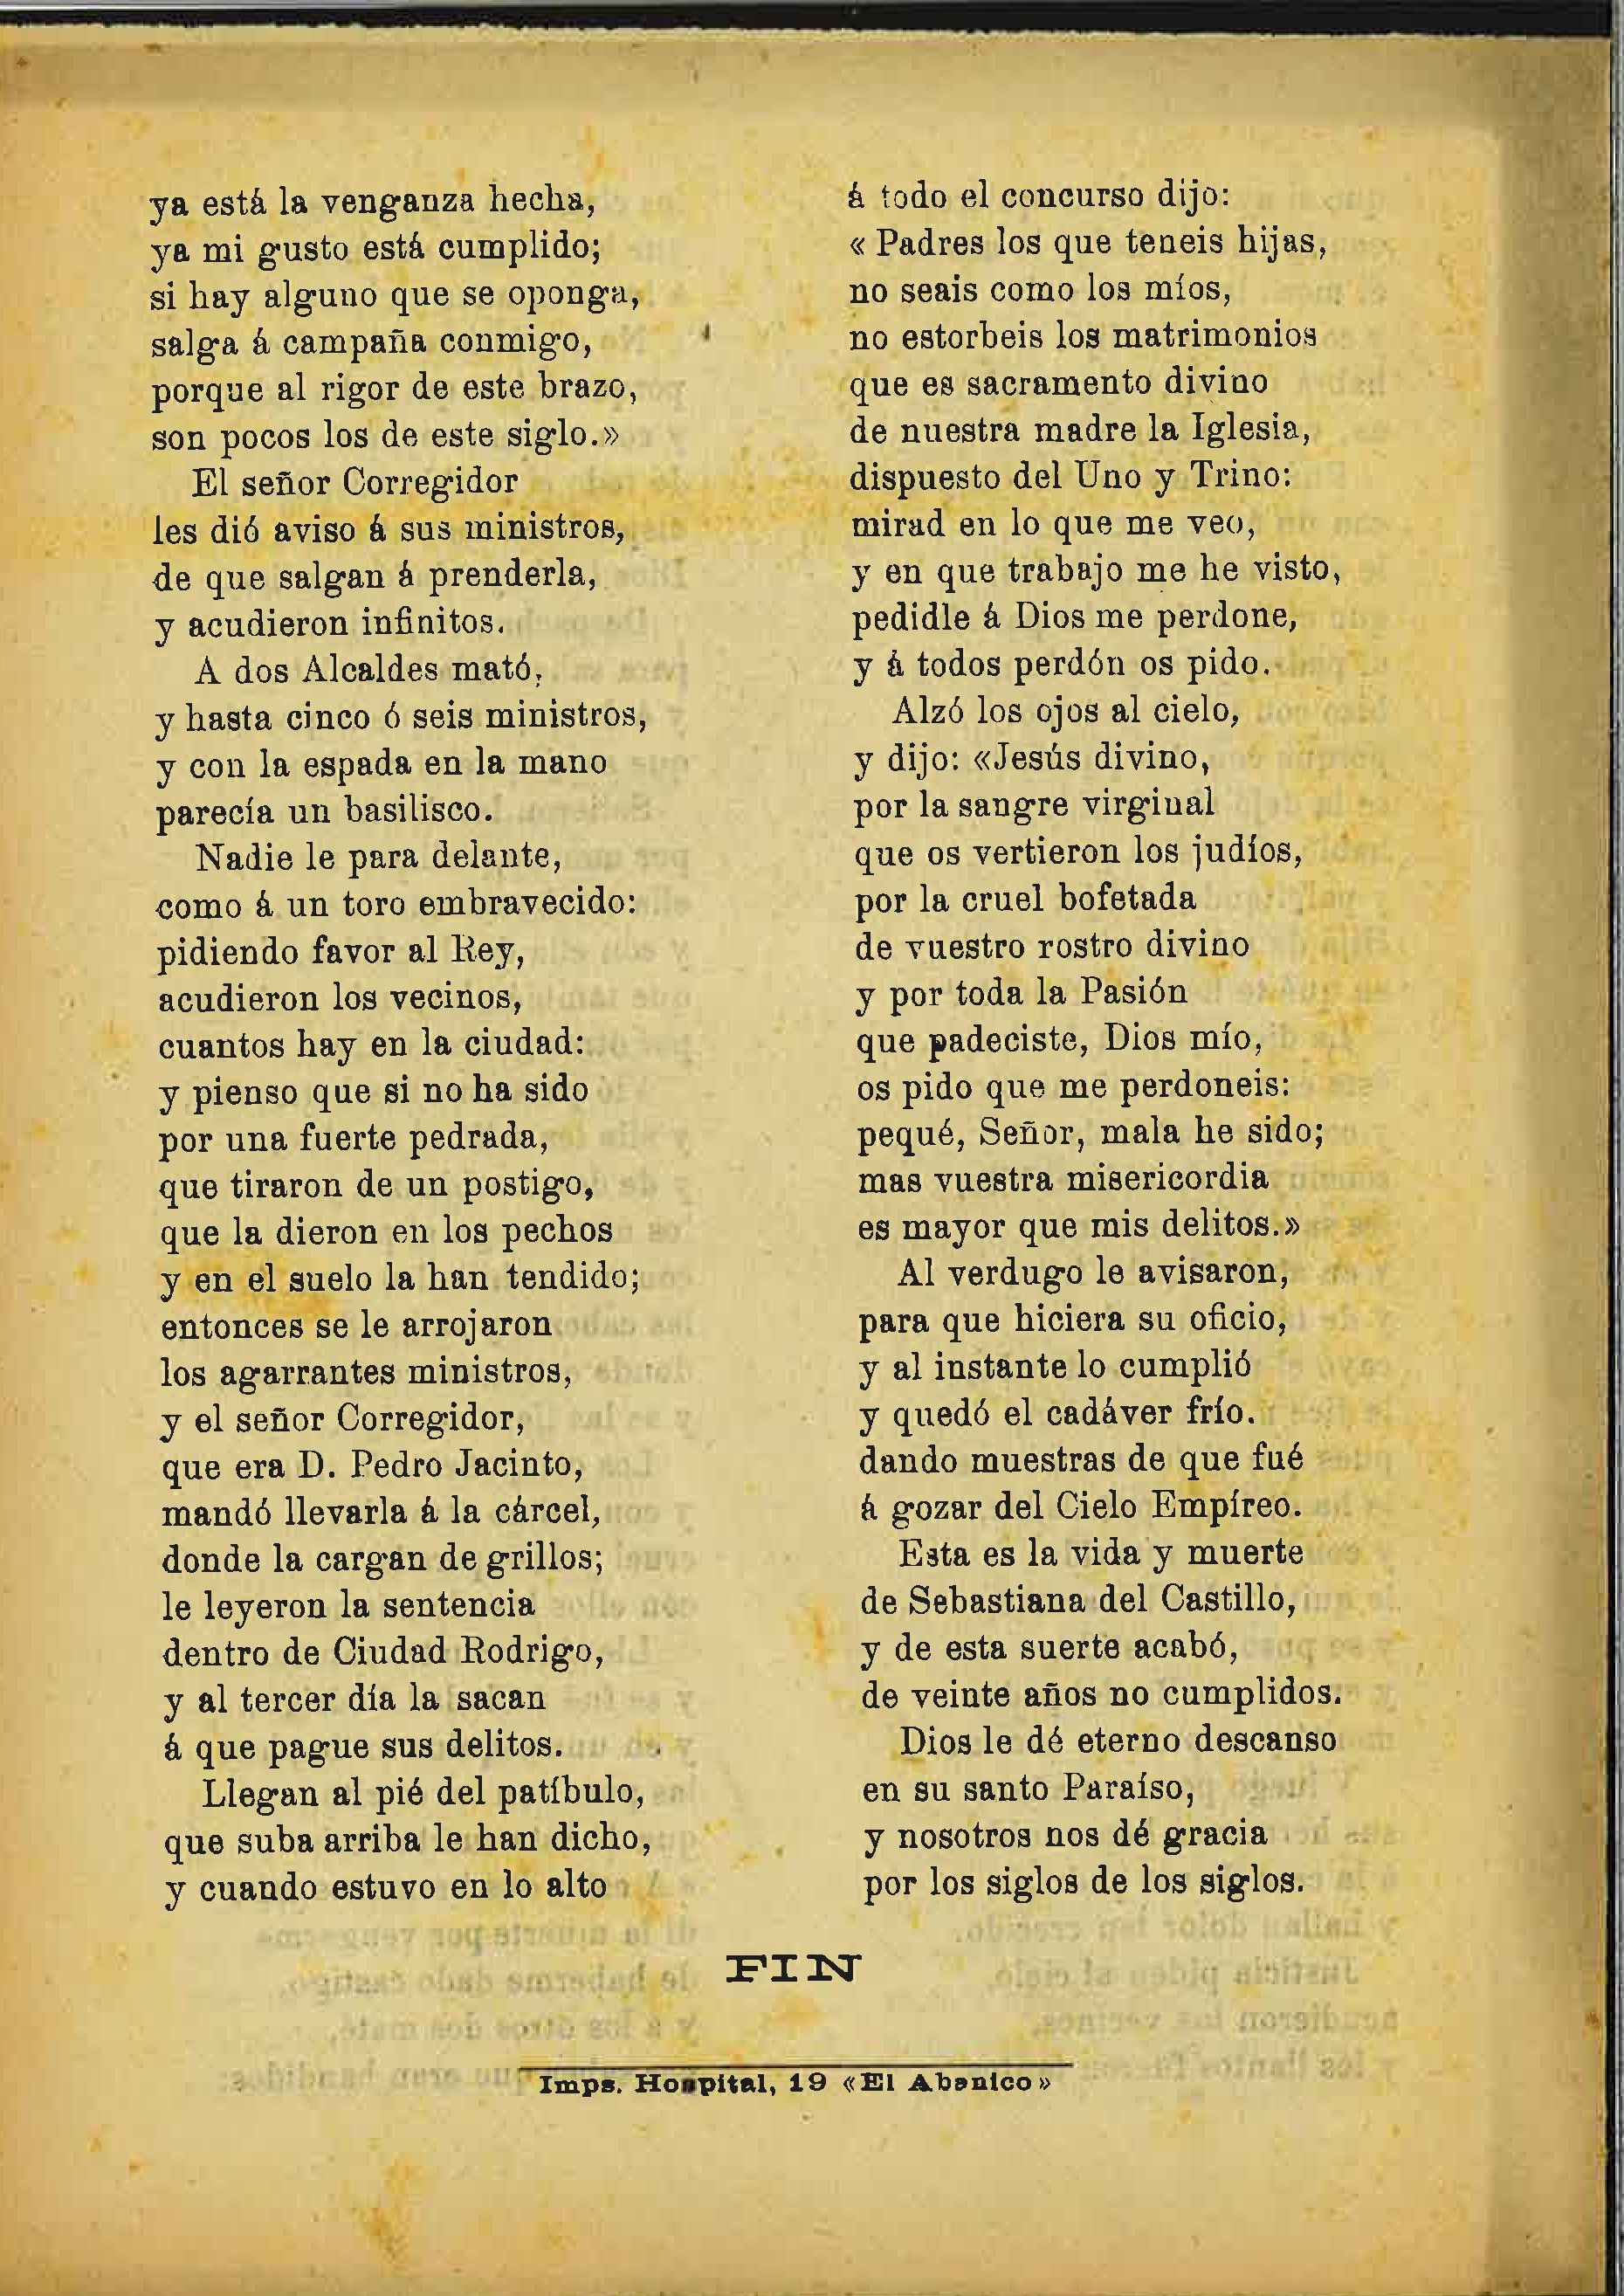 ya está la venganza hecha,
ya mi gusto está cumplido;
si hay alguno que se oponga,
salga á campaña conmigo,
porque al rigor de este brazo,
son pocos los de este siglo.»
El señor Corregidor
les dió aviso á sus ministros,
de que salgan á prenderla,
y acudieron infinitos.
A dos Alcaldes mató,
y hasta cinco ó seis ministros,
y con la espada en la mano
parecía un basilisco.
Nadie le para delante,
como á un toro embravecido:
pidiendo favor al Rey,
acudieron los vecinos,
cuantos hay en la ciudad:
y pienso que si no ha sido
por una fuerte pedrada,
que tiraron de un postigo,
que la dieron en los pechos
y en el suelo la han tendido;
entonces se le arrojaron
los agarrantes ministros,
y el señor Corregidor,
que era D. Pedro Jacinto,
mandó llevarla á la cárcel,
donde la cargan de grillos;
le leyeron la sentencia
dentro de Ciudad Rodrigo,
y al tercer día la sacan
á que pague sus delitos.
Llegan al pié del patíbulo,
que suba arriba le han dicho,
y cuando estuvo en lo alto
á todo el concurso dijo:
« Padres los que teneis hijas,
no seais como los míos,
no estorbeis los matrimonios
que es sacramento divino
de nuestra madre la Iglesia,
dispuesto del Uno y Trino:
mirad en lo que me veo,
y en que trabajo me he visto,
pedidle á Dios me perdone,
y á todos perdón os pido.
Alzó los ojos al cielo,
y dijo: «Jesús divino,
por la sangre virginal
que os vertieron los judíos,
por la cruel bofetada
de vuestro rostro divino
y por toda la Pasión
que padeciste, Dios mío,
os pido que me perdoneis:
pequé, Señor, mala he sido;
mas vuestra misericordia
es mayor que mis delitos.»
Al verdugo le avisaron,
para que hiciera su oficio,
y al instante lo cumplió
y quedó el cadáver frío.
dando muestras de que fué
á gozar del Cielo Empíreo.
Esta es la vida y muerte
de Sebastiana del Castillo,
y de esta suerte acabó,
de veinte años no cumplidos.
Dios le dé eterno descanso
en su santo Paraíso,
y nosotros nos dé gracia
por los siglos de los siglos.
FIN
Imps. Hospital, 19 «El Abanico»